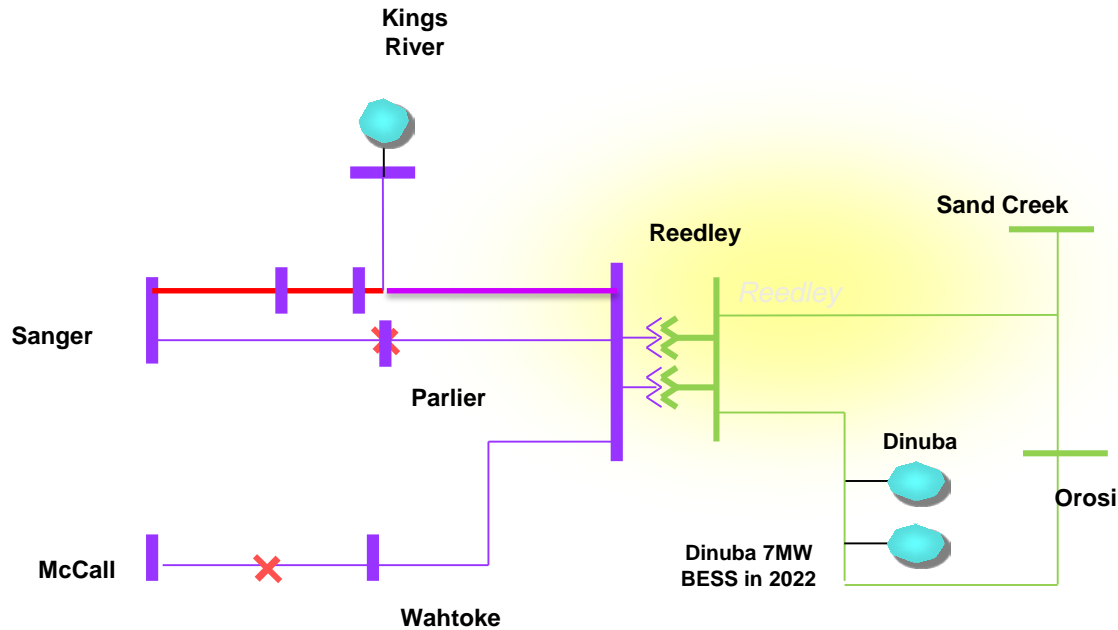 Kings
River
Sand Creek
Reedley
Reedley
Sanger
Parlier
Dinuba
Orosi
Dinuba 7MW
BESS in 2022
McCall
Wahtoke